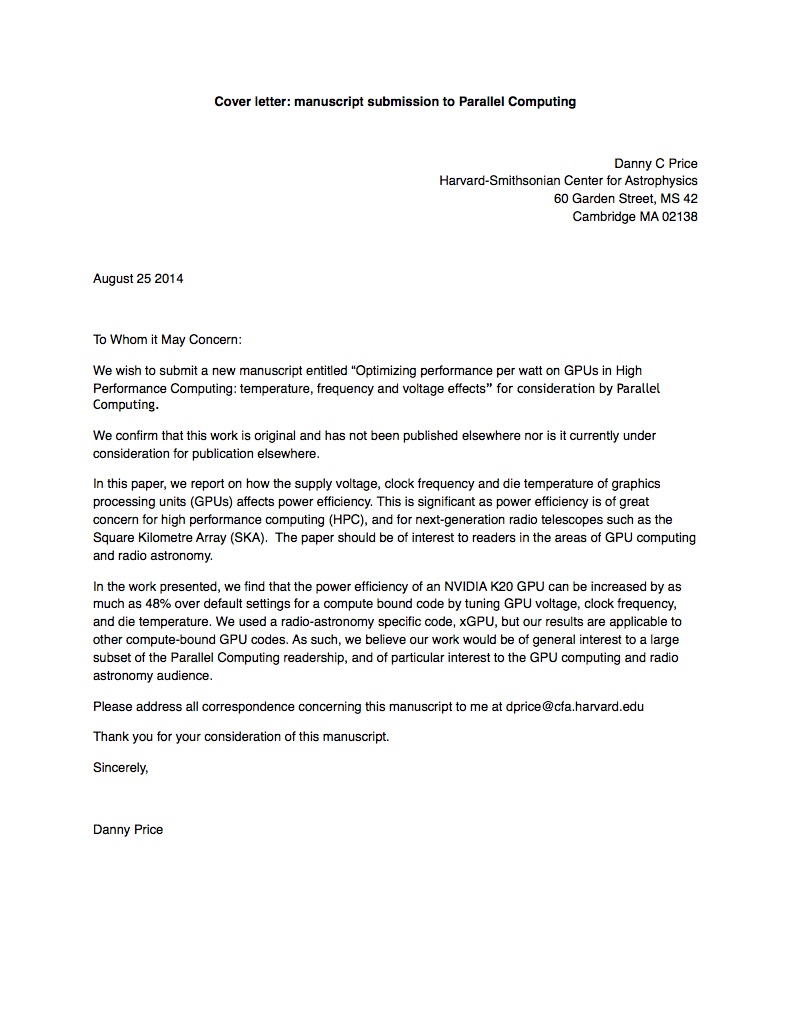 Cover letter: manuscript submission to Parallel Computing
Danny C Price
Harvard-Smithsonian Center for Astrophysics
60 Garden Street, MS 42
Cambridge MA 02138
August 25 2014
To Whom it May Concern:
We wish to submit a new manuscript entitled “Optimizing performance per watt on GPUs in High
Performance Computing: temperature, frequency and voltage effects” for consideration by Parallel
Computing.
We confirm that this work is original and has not been published elsewhere nor is it currently under
consideration for publication elsewhere.
In this paper, we report on how the supply voltage, clock frequency and die temperature of graphics
processing units (GPUs) affects power efficiency. This is significant as power efficiency is of great
concern for high performance computing (HPC), and for next-generation radio telescopes such as the
Square Kilometre Array (SKA).  The paper should be of interest to readers in the areas of GPU computing
and radio astronomy.
In the work presented, we find that the power efficiency of an NVIDIA K20 GPU can be increased by as
much as 48% over default settings for a compute bound code by tuning GPU voltage, clock frequency,
and die temperature. We used a radio-astronomy specific code, xGPU, but our results are applicable to
other compute-bound GPU codes. As such, we believe our work would be of general interest to a large
subset of the Parallel Computing readership, and of particular interest to the GPU computing and radio
astronomy audience.
Please address all correspondence concerning this manuscript to me at dprice@cfa.harvard.edu
Thank you for your consideration of this manuscript.
Sincerely,
Danny Price